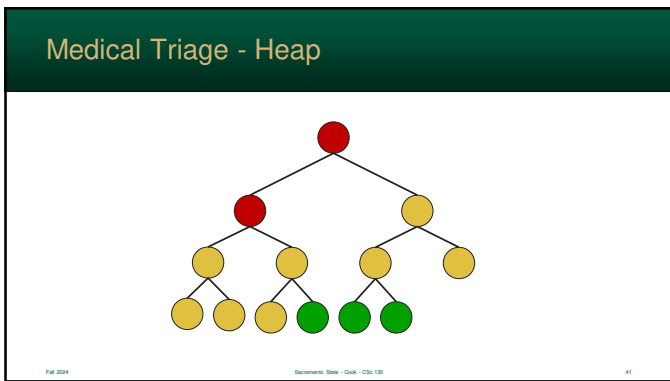 Medical Triage - Heap
Fall 2024
Sacramento State - Cook - CSc 130
41